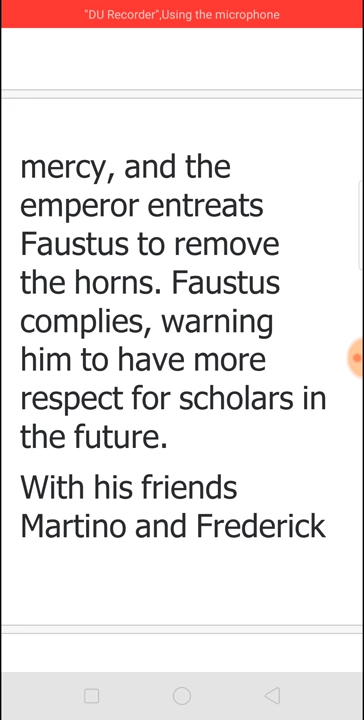 "DU Recorder",Using the microphone
mercy, and the
emperor entreats
Faustus to remove
the horns. Faustus
complies, warning
him to have more
respect for scholars in
the future.
With his friends
Martino and Frederick